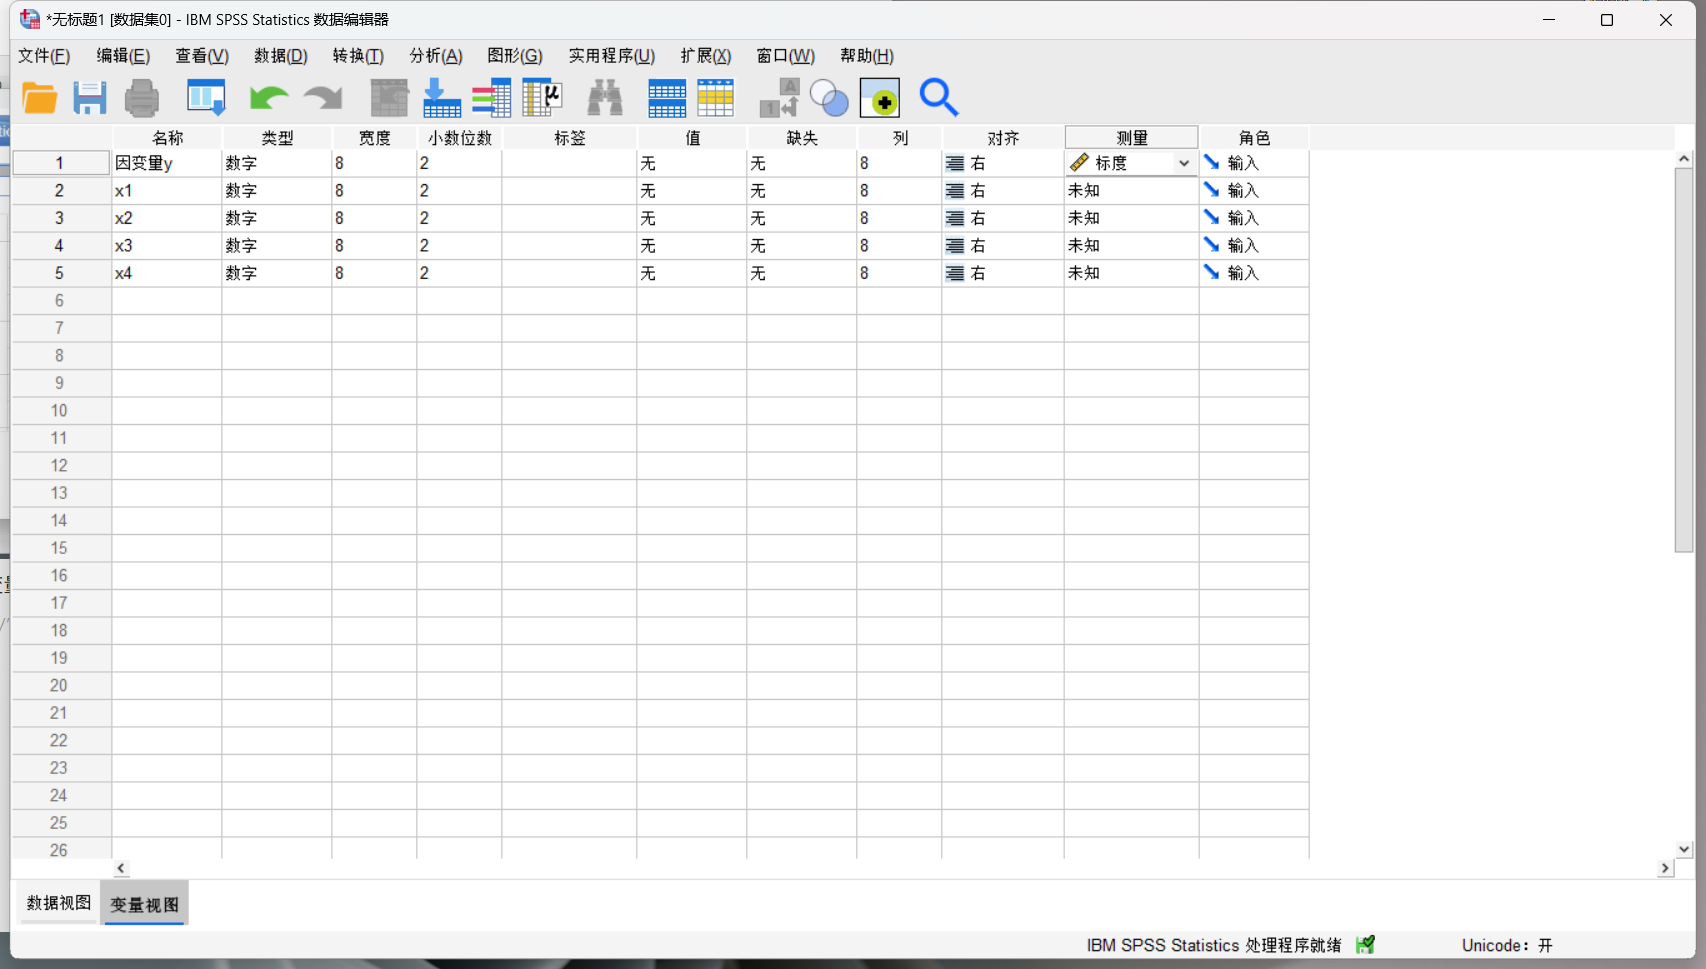 *无标题1 [数据集0] - IBM SPSS Statistics 数据编辑器
文件(F) 编辑(E) 查看(V) 数据(D) 转换(T) 分析(A) 图形(G) 实用程序(U) 扩展(X) 窗口(W) 帮助(H)
名称 类型 宽度 小数位数 标签 值 缺失 列 对齐 测量 角色
1 因变量y 数字 8 2 无 无 8 右 标度 输入
2 x1 数字 8 2 无 无 8 右 未知 输入
3 x2 数字 8 2 无 无 8 右 未知 输入
4 x3 数字 8 2 无 无 8 右 未知 输入
5 x4 数字 8 2 无 无 8 右 未知 输入
6
7
8
9
10
11
12
13
14
15
16
17
18
19
20
21
22
23
24
25
26
数据视图 变量视图
IBM SPSS Statistics 处理程序就绪 Unicode: 开